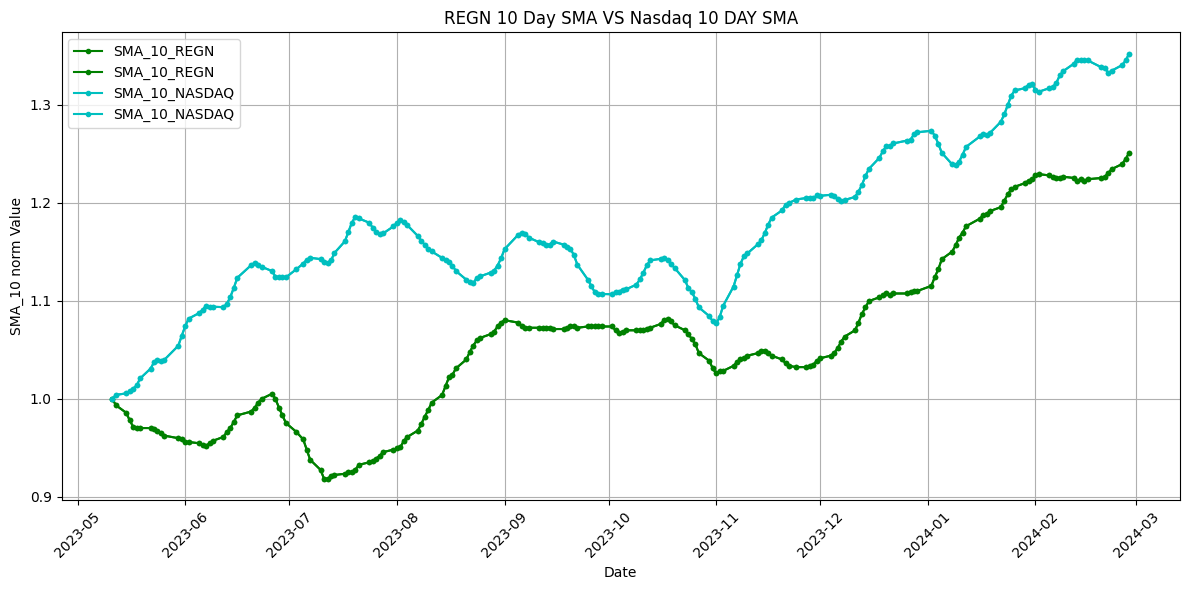 REGN 10 Day SMA VS Nasdaq 10 DAY SMA
SMA_10_REGN
SMA_10_REGN
SMA_10_NASDAQ
SMA_10_NASDAQ
SMA_10 norm Value
1.3
1.2
1.1
1.0
0.9
2023-05
2023-06
2023-07
2023-08
2023-09
2023-10
2023-11
2023-12
2024-01
2024-02
2024-03
Date